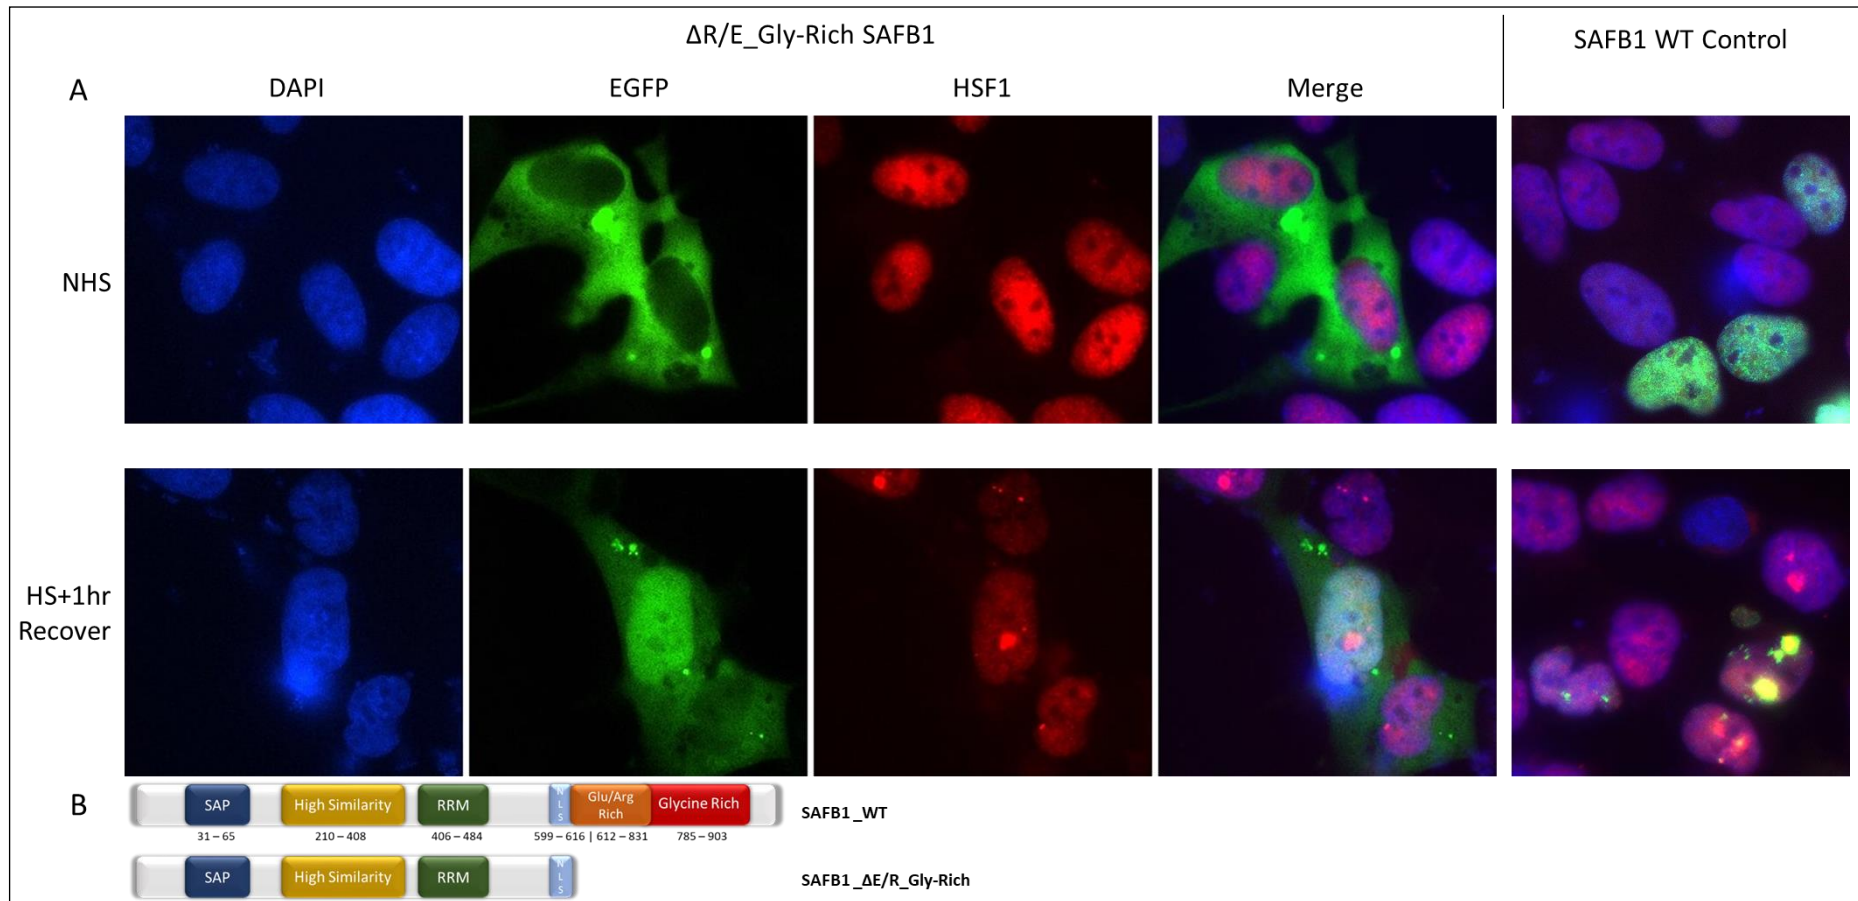 ΔR/E_Gly-Rich SAFB1
SAFB1 WT Control
A
DAPI
EGFP
HSF1
Merge
NHS
HS+1hr
Recover
B
SAP
High Similarity
RRM
NLS
Glu/Arg
Rich
Glycine Rich
SAFB1_WT
31 – 65
210 – 408
406 – 484
599 – 616 | 612 – 831
785 – 903
SAP
High Similarity
RRM
NLS
SAFB1_ΔE/R_Gly-Rich